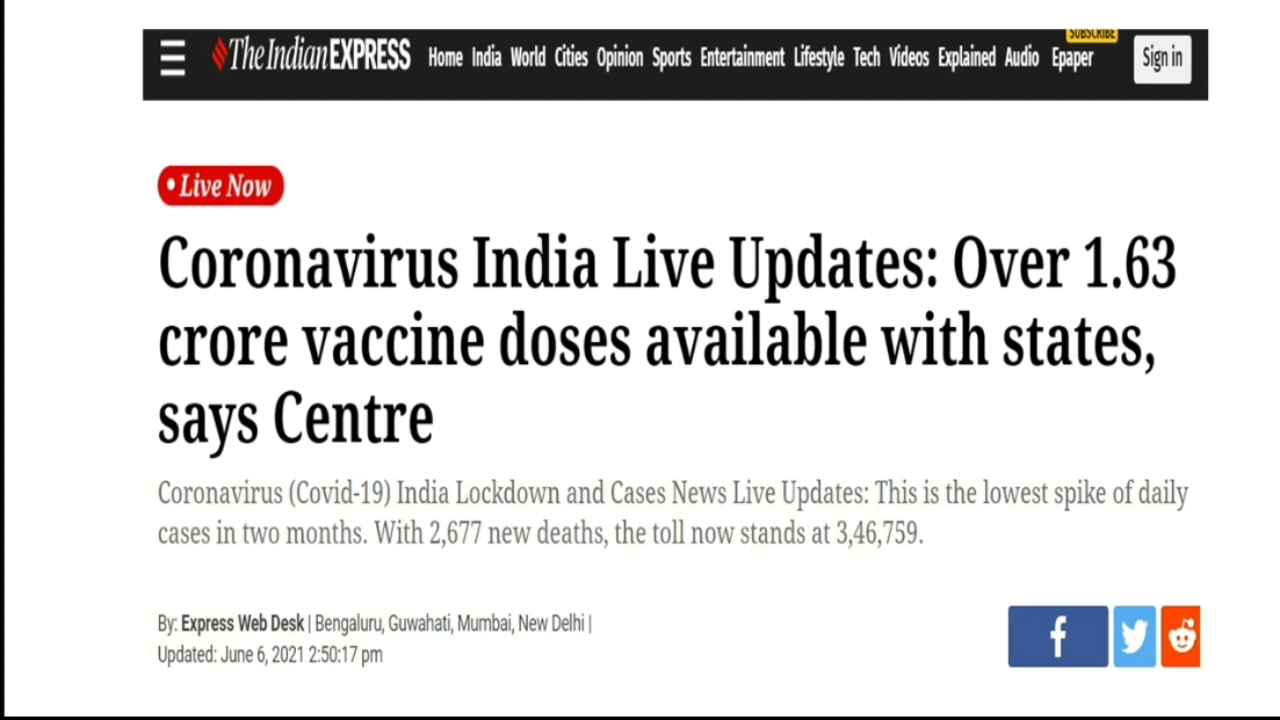 SUBSCRIBE
The Indian EXPRESS Home India World Cities Opinion Sports Entertainment Lifestyle Tech Videos Explained Audio Epaper Sign in
• Live Now
Coronavirus India Live Updates: Over 1.63
crore vaccine doses available with states,
says Centre
Coronavirus (Covid-19) India Lockdown and Cases News Live Updates: This is the lowest spike of daily
cases in two months. With 2,677 new deaths, the toll now stands at 3,46,759.
By: Express Web Desk | Bengaluru, Guwahati, Mumbai, New Delhi |
Updated: June 6, 2021 2:50:17 pm